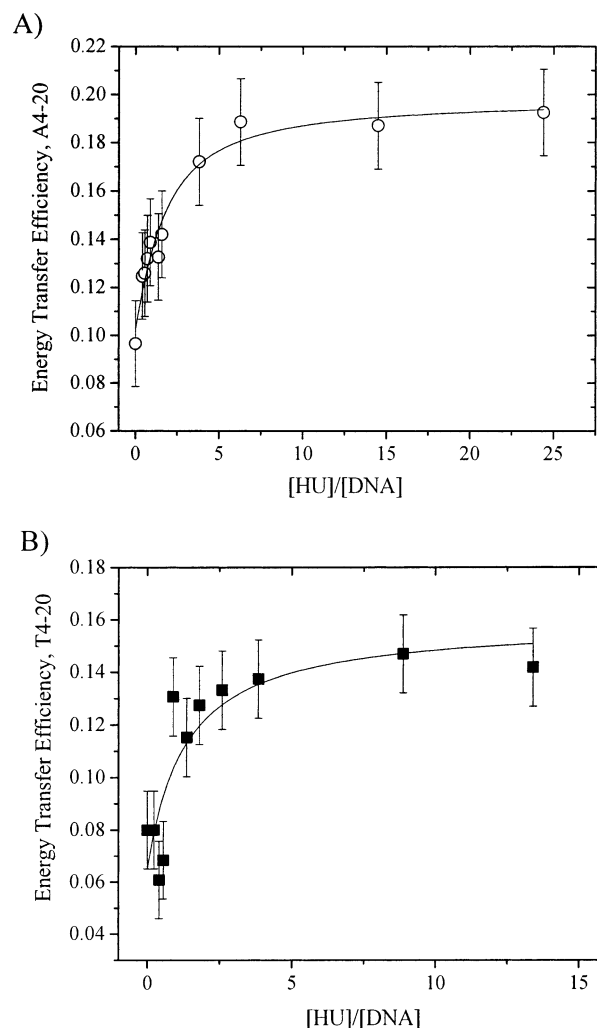 A)
0.22
0.20
0.18
0.16
0.14
0.12
0.10
0.08
0.06
Energy Transfer Efficiency, A4-20
0 5 10 15 20 25
[HU]/[DNA]
B)
0.18
0.16
0.14
0.12
0.10
0.08
0.06
0.04
Energy Transfer Efficiency, T4-20
0 5 10 15
[HU]/[DNA]